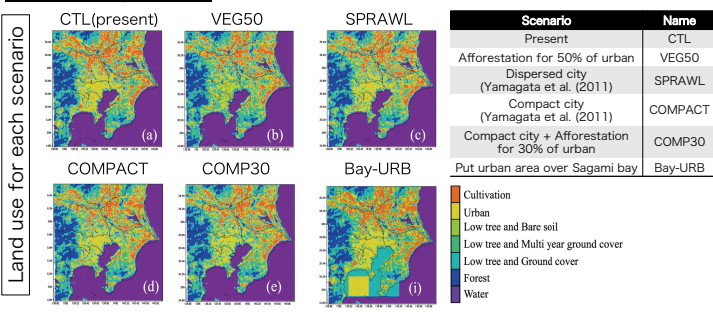 Land use for each scenario
CTL(present)
VEG50
SPRAWL
(a)
(b)
(c)
COMPACT
COMP30
Bay-URB
(d)
(e)
(i)
Scenario Name
Present CTL
Afforestation for 50% of urban VEG50
Dispersed city
(Yamagata et al. (2011) SPRAWL
Compact city
(Yamagata et al. (2011) COMPACT
Compact city + Afforestation
for 30% of urban COMP30
Put urban area over Sagami bay Bay-URB
Cultivation
Urban
Low tree and Bare soil
Low tree and Multi year ground cover
Low tree and Ground cover
Forest
Water